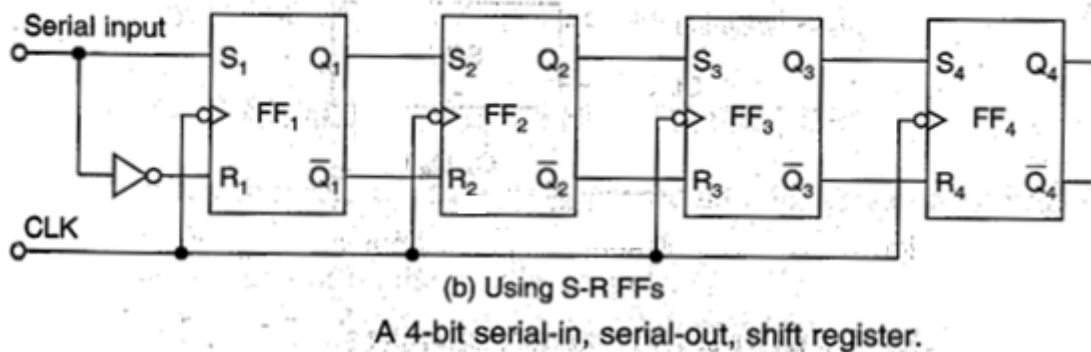 Serial input
S₁ Q₁ S₂ Q₂ S₃ Q₃ S₄ Q₄
FF₁ FF₂ FF₃ FF₄
R₁ Q̅₁ R₂ Q̅₂ R₃ Q̅₃ R₄ Q̅₄
CLK
(b) Using S-R FFs
A 4-bit serial-in, serial-out, shift register.